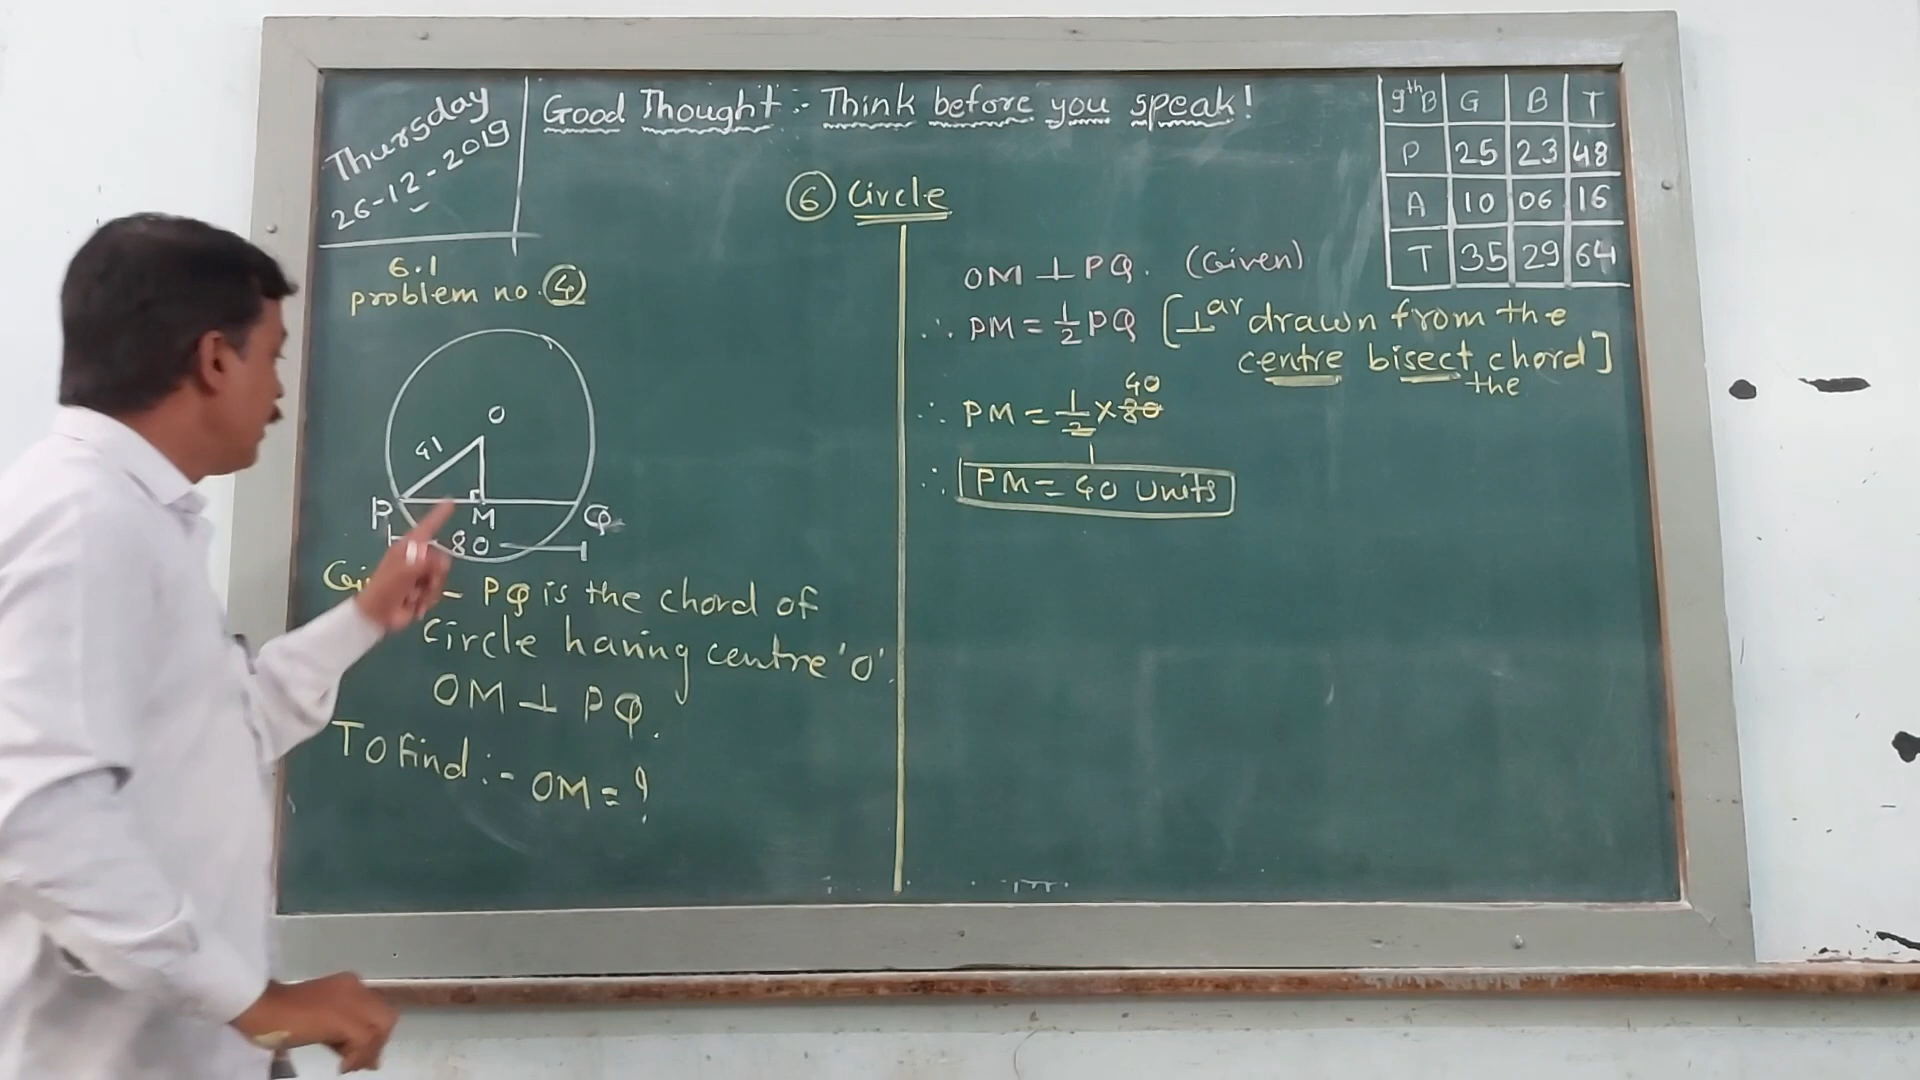 Thursday
26-12-2019
Good Thought :- Think before you speak!
9th B G B T
P 25 23 48
A 10 06 16
T 35 29 64
6 Circle
6.1
problem no. 4
O
41
P M Q
80
- PQ is the chord of
circle having centre 'O'.
OM ⊥ PQ.
To Find :- OM = ?
OM ⊥ PQ. (Given)
∴ PM = 1/2 PQ [⊥ar drawn from the
centre bisect the chord]
∴ PM = 1/2 × 80 40
1
∴ PM = 40 units